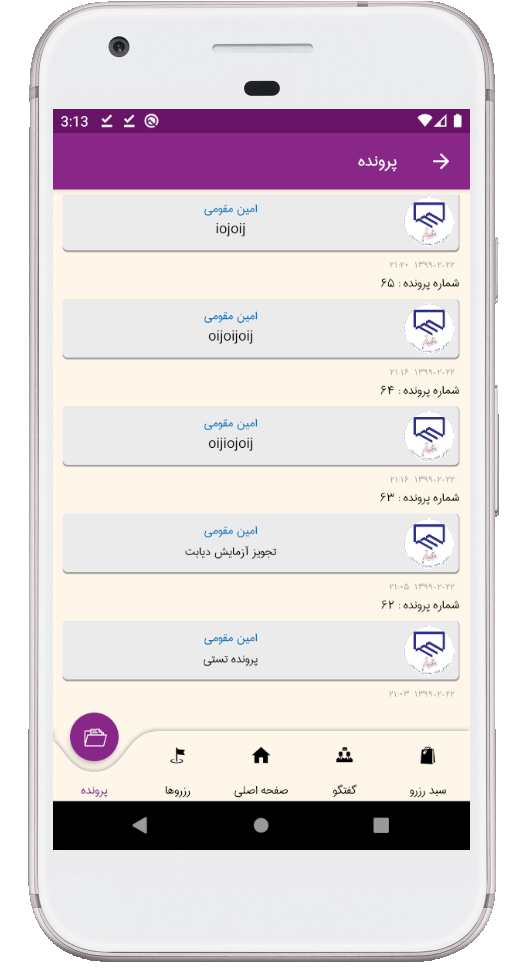 3:13
پرونده
امین مقومی
iojoij
۱۳۹۹-۲-۲۲ ۲۱:۲۰
شماره پرونده : ۶۵
امین مقومی
oijoijoij
۱۳۹۹-۲-۲۲ ۲۱:۱۶
شماره پرونده : ۶۴
امین مقومی
oijiojoij
۱۳۹۹-۲-۲۲ ۲۱:۱۶
شماره پرونده : ۶۳
امین مقومی
تجویز آزمایش دیابت
۱۳۹۹-۲-۲۲ ۲۱:۰۵
شماره پرونده : ۶۲
امین مقومی
پرونده تستی
۱۳۹۹-۲-۲۲ ۲۱:۰۳
سبد رزرو
گفتگو
صفحه اصلی
رزروها
پرونده